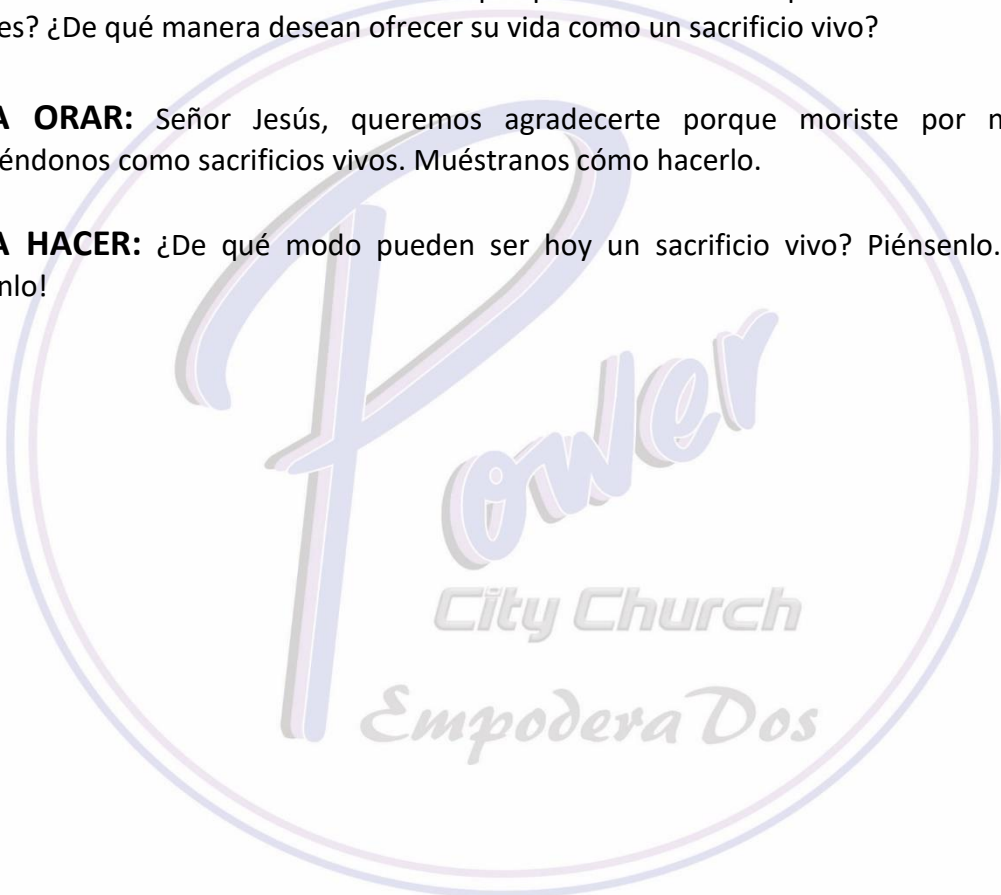 es? ¿De qué manera desean ofrecer su vida como un sacrificio vivo?
A ORAR: Señor Jesús, queremos agradecerte porque moriste por n
éndonos como sacrificios vivos. Muéstranos cómo hacerlo.
A HACER: ¿De qué modo pueden ser hoy un sacrificio vivo? Piénsenlo.
nlo!
Power
City Church
EmpoderaDos